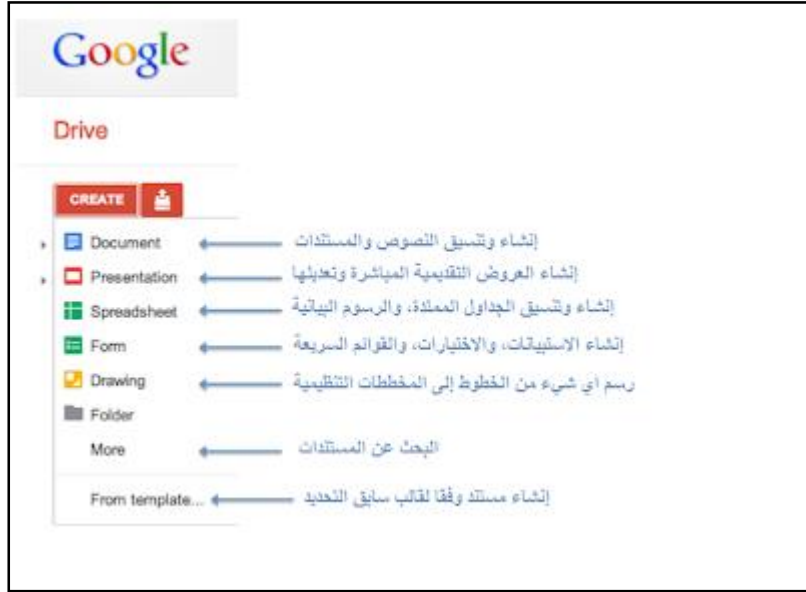 Google
Drive
CREATE
Document إنشاء وتنسيق النصوص والمستندات
Presentation إنشاء العروض التقديمية المباشرة وتعديلها
Spreadsheet إنشاء وتنسيق الجداول الممتدة، والرسوم البيانية
Form إنشاء الاستبيانات، والاختبارات، والقوائم السريعة
Drawing رسم اي شيء من الخطوط إلى المخططات التنظيمية
Folder
More البحث عن المستندات
From template... إنشاء مستند وفقا لقالب سابق التحديد